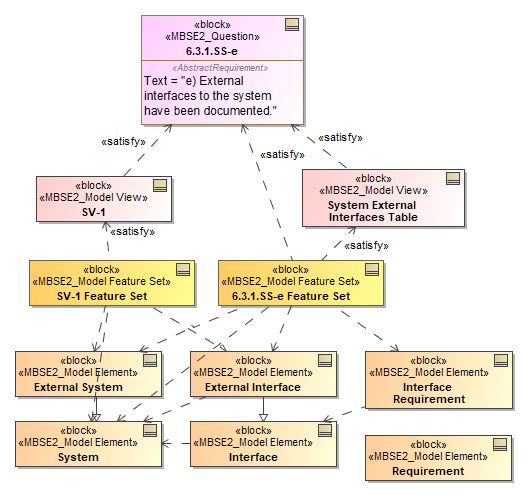 «block»
«MBSE2_Question»
6.3.1.SS-e
«AbstractRequirement»
Text = "e) External
interfaces to the system
have been documented."
«satisfy»
«satisfy»
«satisfy»
«block»
«MBSE2_Model View»
SV-1
«block»
«MBSE2_Model View»
System External
Interfaces Table
«satisfy»
«satisfy»
«block»
«MBSE2_Model Feature Set»
SV-1 Feature Set
«block»
«MBSE2_Model Feature Set»
6.3.1.SS-e Feature Set
«block»
«MBSE2_Model Element»
External System
«block»
«MBSE2_Model Element»
External Interface
«block»
«MBSE2_Model Element»
Interface
Requirement
«block»
«MBSE2_Model Element»
System
«block»
«MBSE2_Model Element»
Interface
«block»
«MBSE2_Model Element»
Requirement